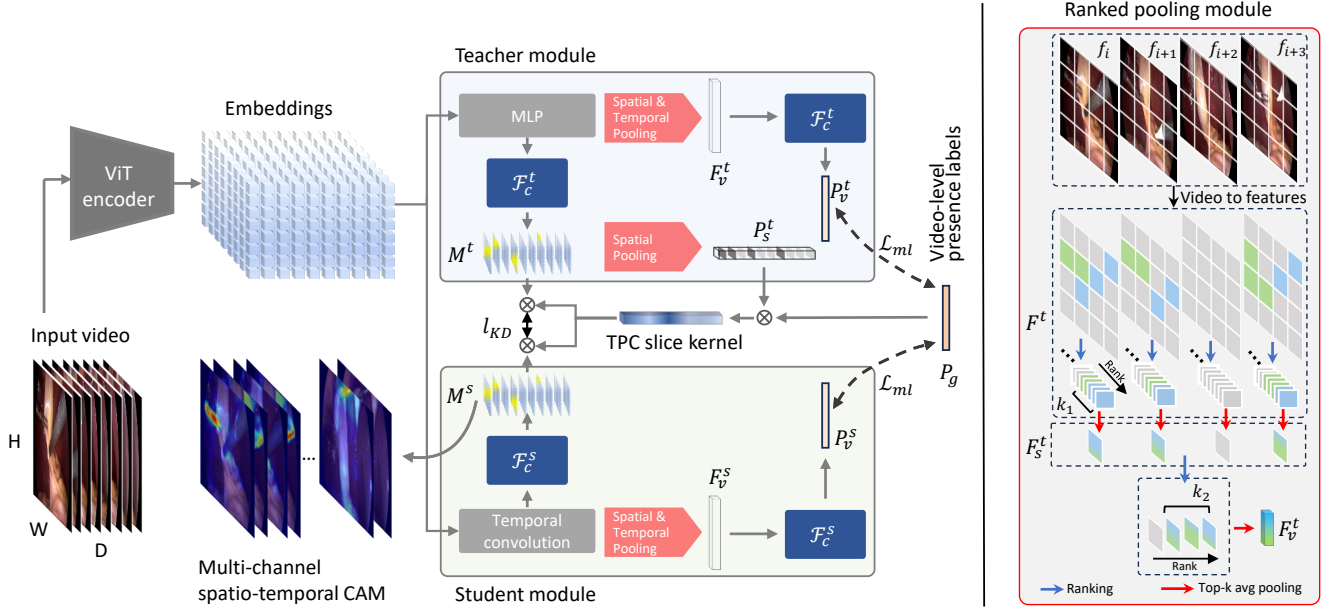 Teacher module
Embeddings
ViT
encoder
MLP
Spatial &
Temporal
Pooling
$F_v^t$
$\mathcal{F}_c^t$
$\mathcal{F}_c^t$
$P_v^t$
$M^t$
Spatial
Pooling
$P_s^t$
$\mathcal{L}_{ml}$
Video-level
presence labels
$l_{KD}$
TPC slice kernel
$P_g$
Input video
H
W
D
Multi-channel
spatio-temporal CAM
...
$M^s$
$\mathcal{F}_c^s$
Temporal
convolution
Spatial &
Temporal
Pooling
$F_v^s$
$\mathcal{F}_c^s$
$P_v^s$
$\mathcal{L}_{ml}$
Student module
Ranked pooling module
$f_i$
$f_{i+1}$
$f_{i+2}$
$f_{i+3}$
Video to features
$F^t$
Rank
$k_1$
$F_s^t$
$k_2$
Rank
$F_v^t$
Ranking
Top-k avg pooling